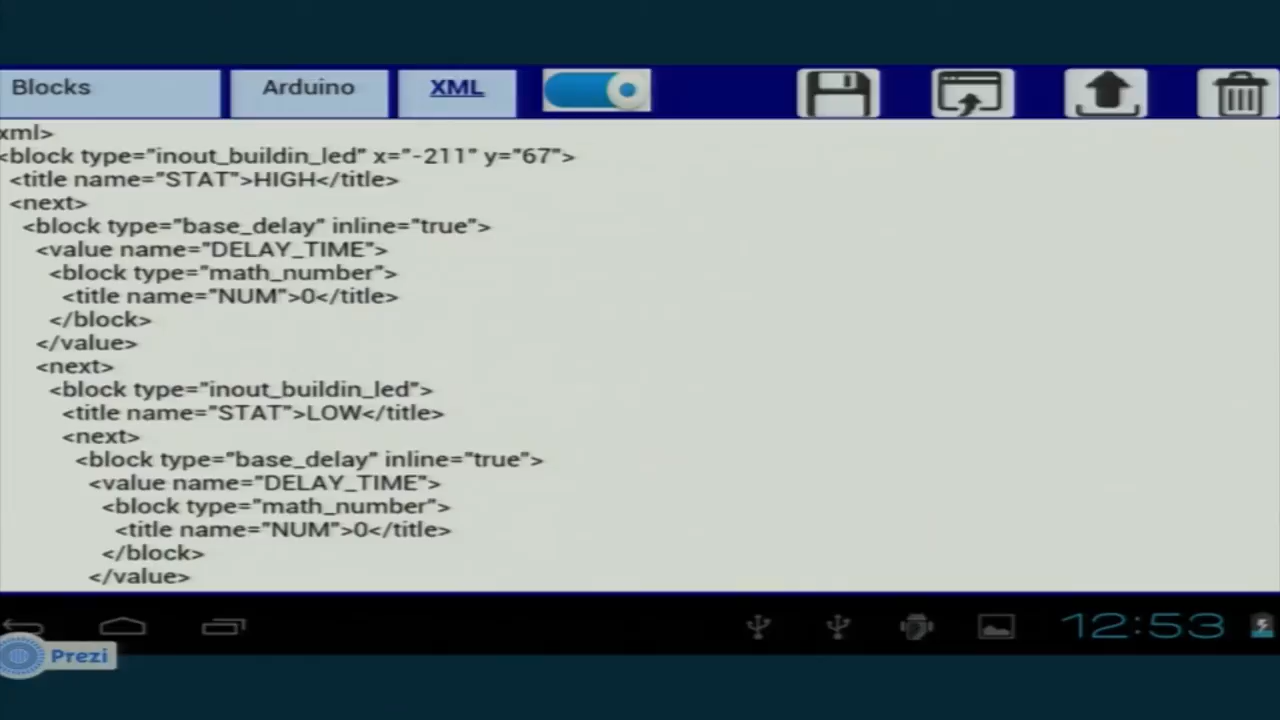 Blocks
Arduino
XML
xml>
<block type="inout_buildin_led" x="-211" y="67">
<title name="STAT">HIGH</title>
<next>
<block type="base_delay" inline="true">
<value name="DELAY_TIME">
<block type="math_number">
<title name="NUM">0</title>
</block>
</value>
<next>
<block type="inout_buildin_led">
<title name="STAT">LOW</title>
<next>
<block type="base_delay" inline="true">
<value name="DELAY_TIME">
<block type="math_number">
<title name="NUM">0</title>
</block>
</value>
12:53
Prezi